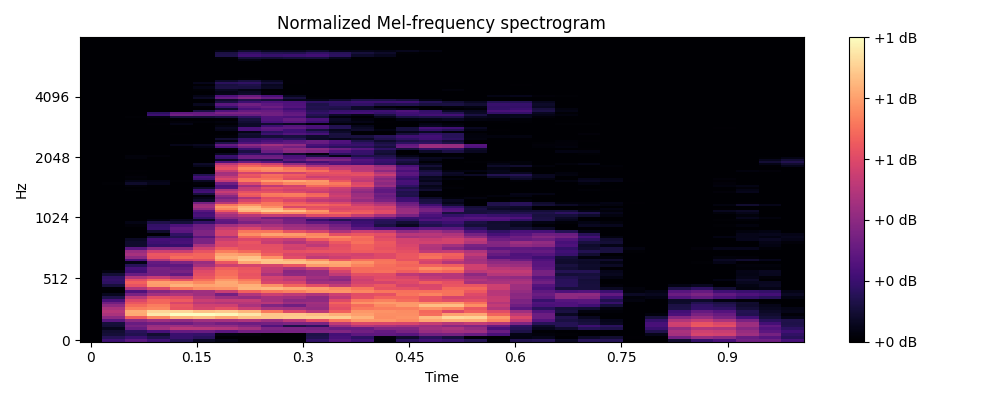 Normalized Mel-frequency spectrogram
Hz
4096
2048
1024
512
0
0 0.15 0.3 0.45 0.6 0.75 0.9
Time
+1 dB
+1 dB
+1 dB
+0 dB
+0 dB
+0 dB